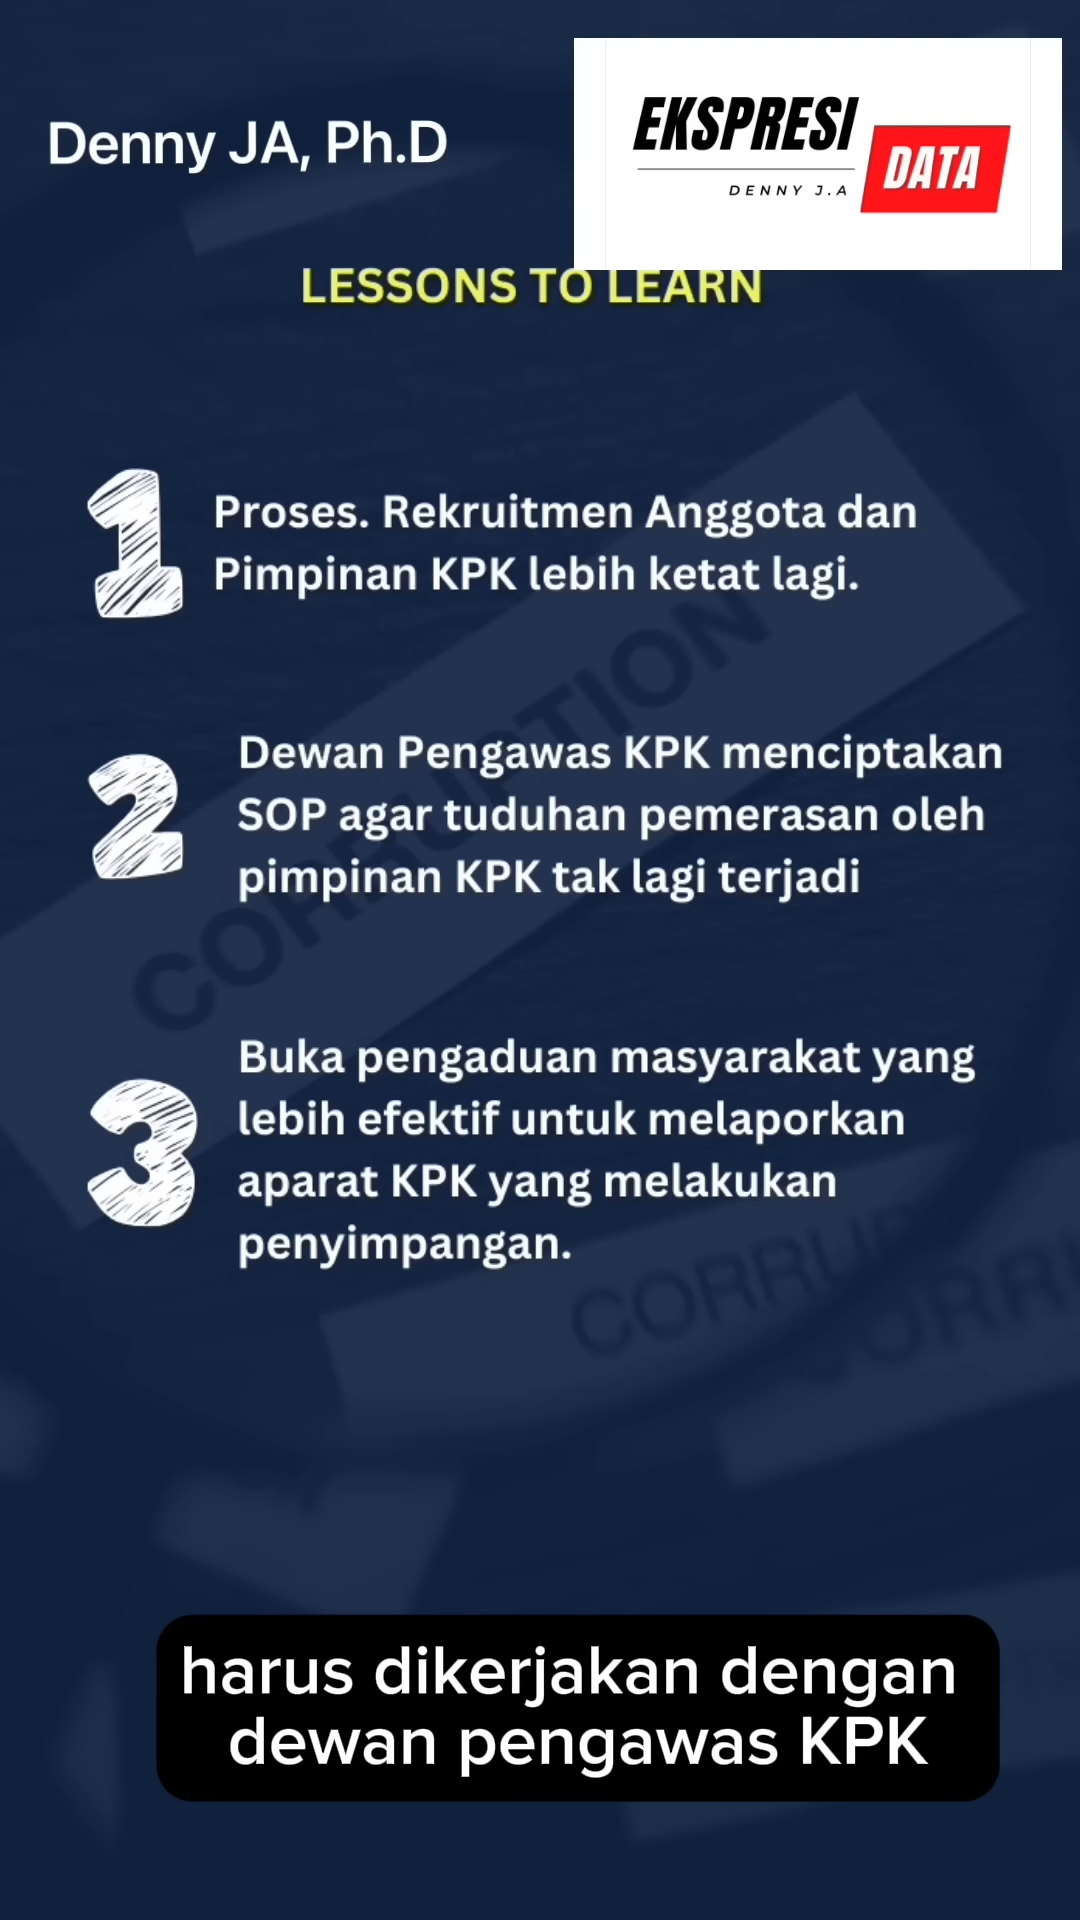 Denny JA, Ph.D
EKSPRESI
DATA
DENNY J.A
LESSONS TO LEARN
1
Proses. Rekruitmen Anggota dan
Pimpinan KPK lebih ketat lagi.
CORRUPTION
2
Dewan Pengawas KPK menciptakan
SOP agar tuduhan pemerasan oleh
pimpinan KPK tak lagi terjadi
3
Buka pengaduan masyarakat yang
lebih efektif untuk melaporkan
aparat KPK yang melakukan
penyimpangan.
harus dikerjakan dengan
dewan pengawas KPK